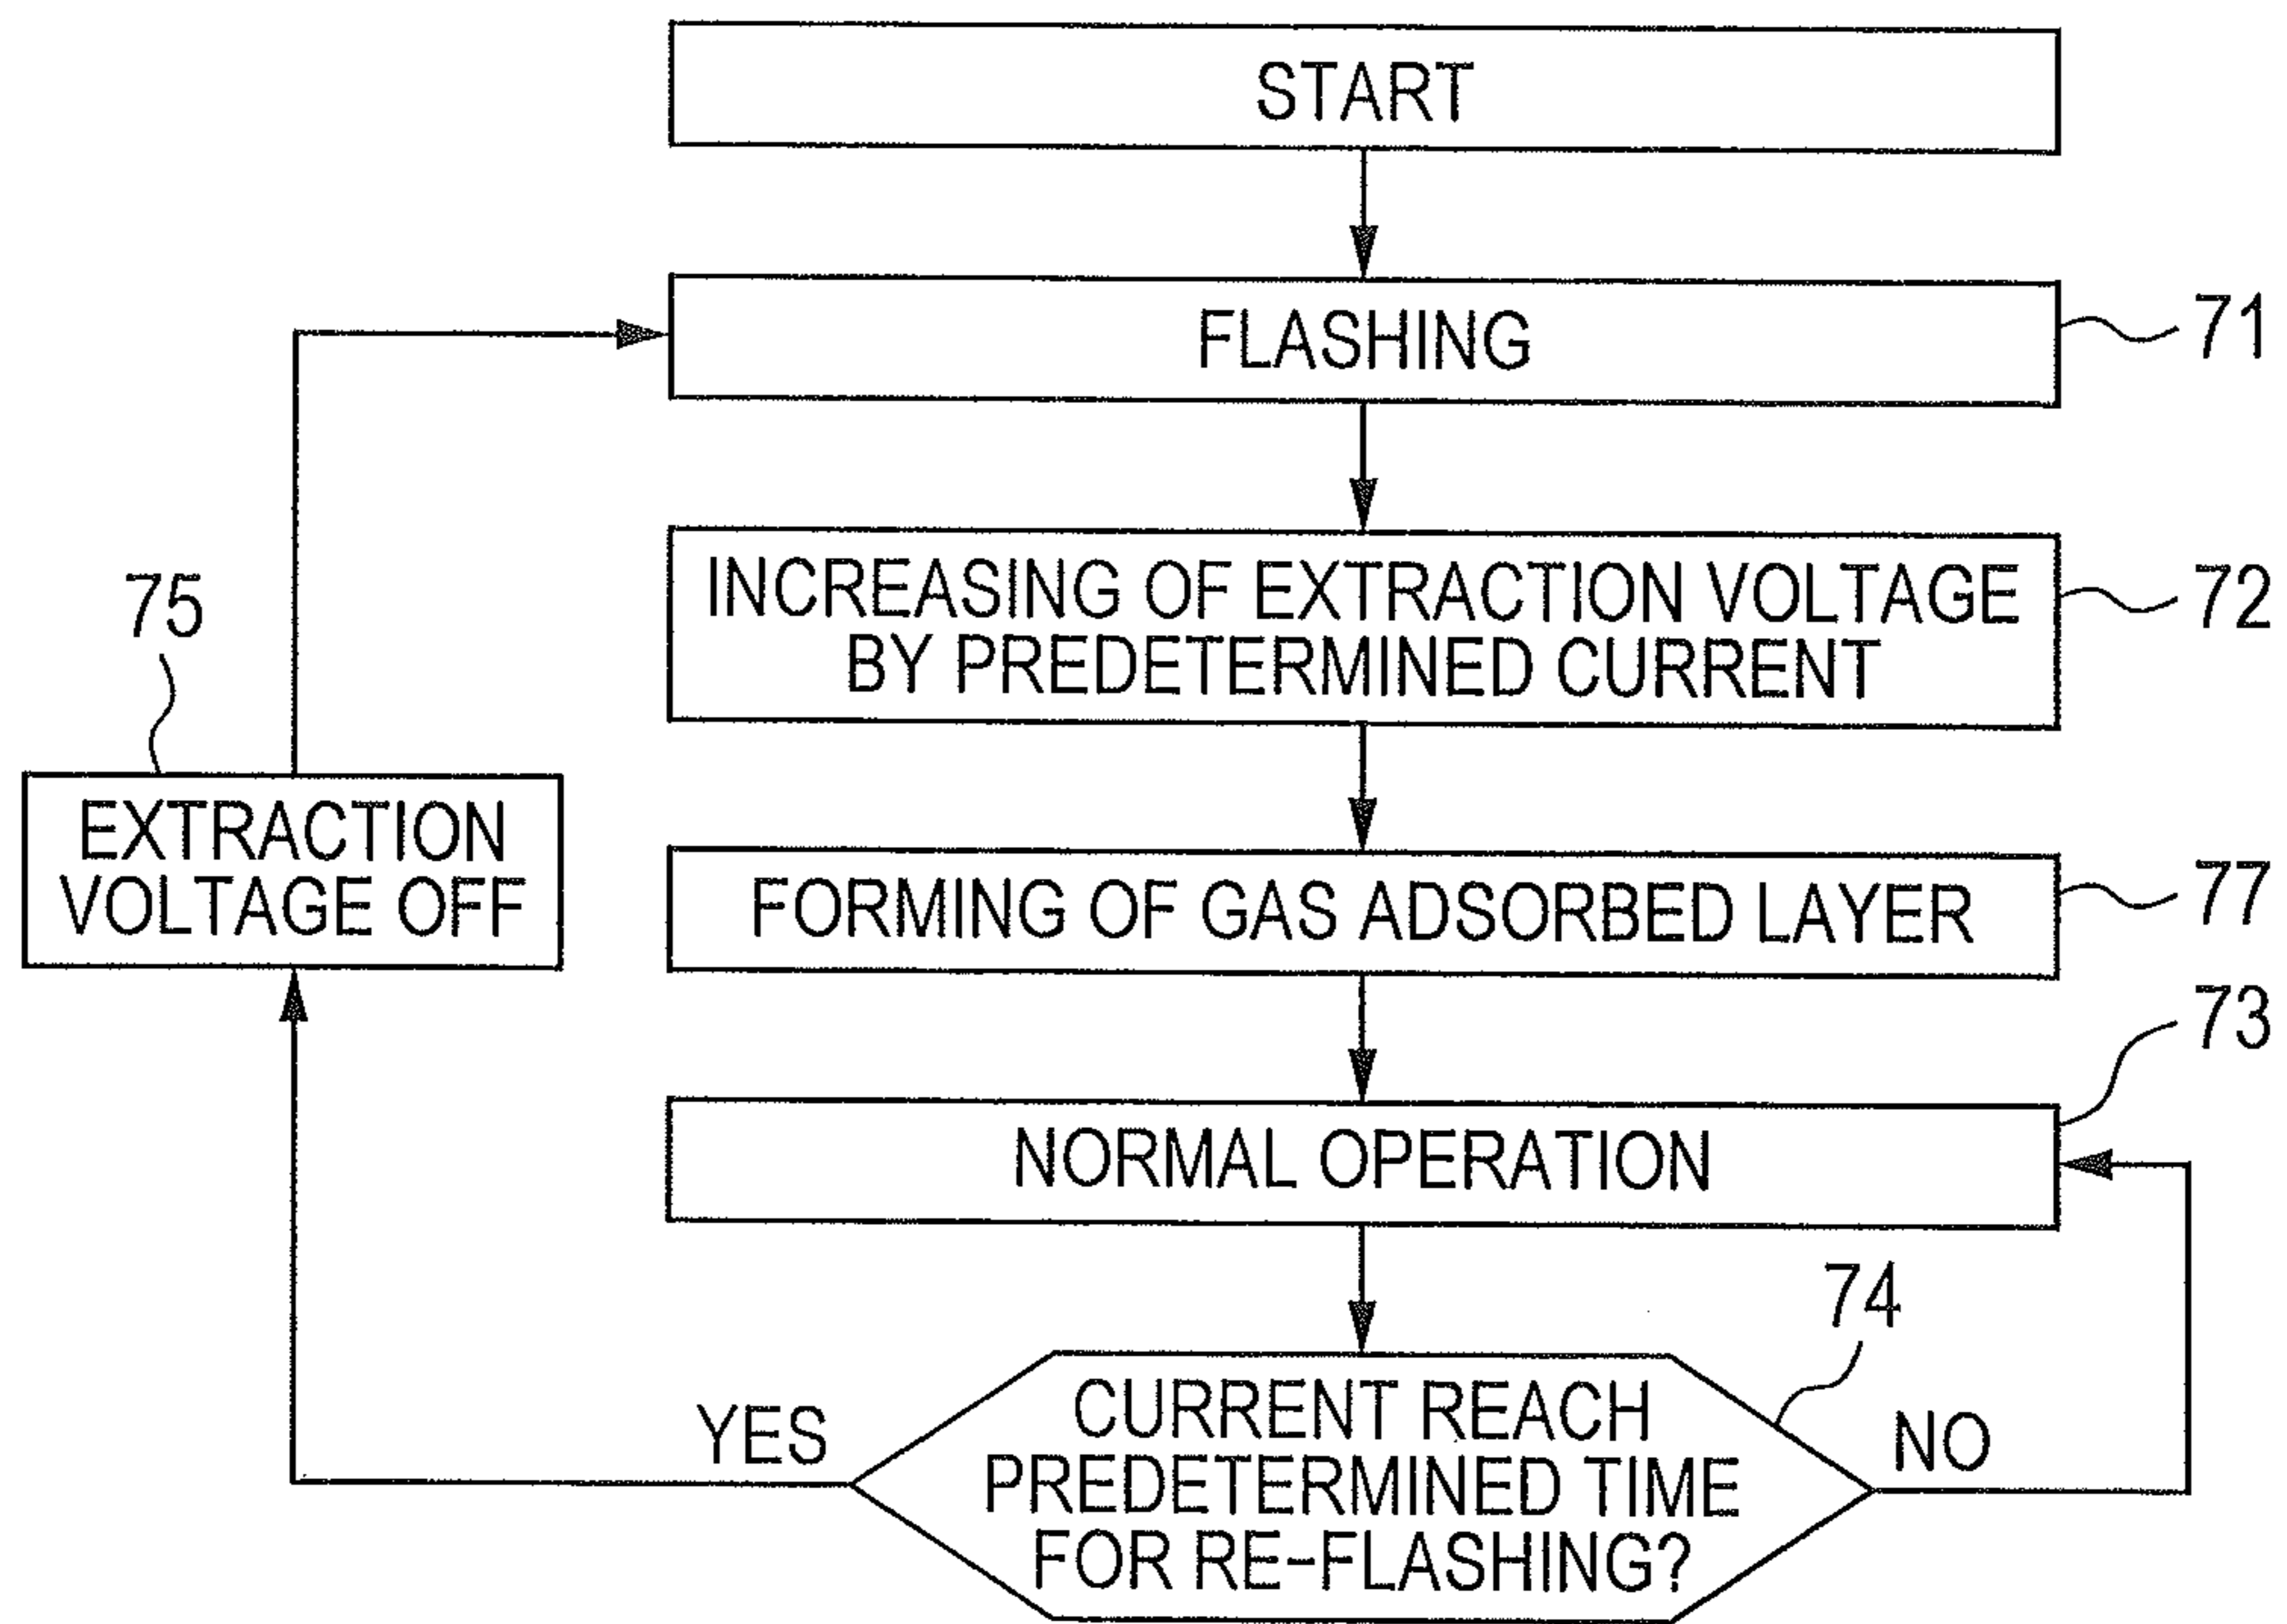 START
FLASHING
71
INCREASING OF EXTRACTION VOLTAGE
BY PREDETERMINED CURRENT
72
75
EXTRACTION
VOLTAGE OFF
FORMING OF GAS ADSORBED LAYER
77
NORMAL OPERATION
73
74
CURRENT REACH
PREDETERMINED TIME
FOR RE-FLASHING?
YES
NO